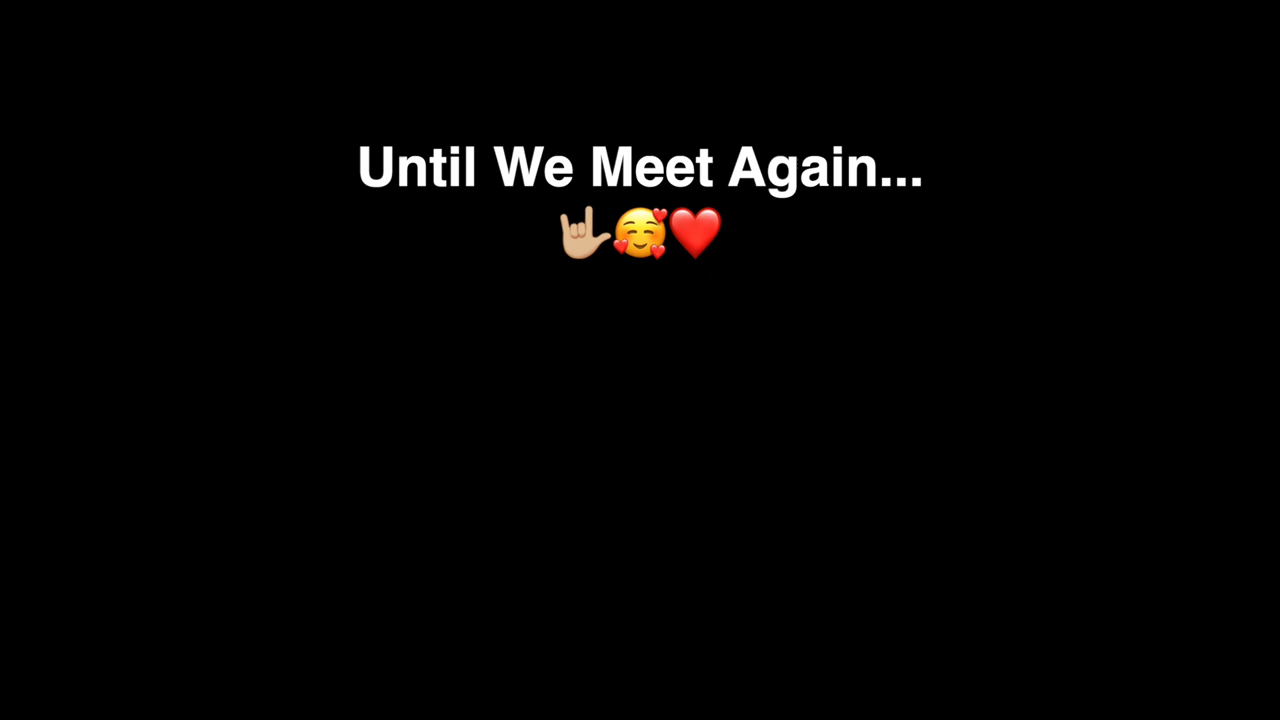 Until We Meet Again...
🤟🏼🥰❤️